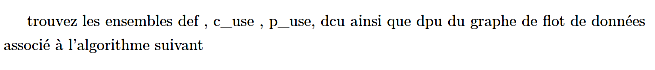 trouvez les ensembles def , c_use , p_use, dcu ainsi que dpu du graphe de flot de données
associé à l'algorithme suivant